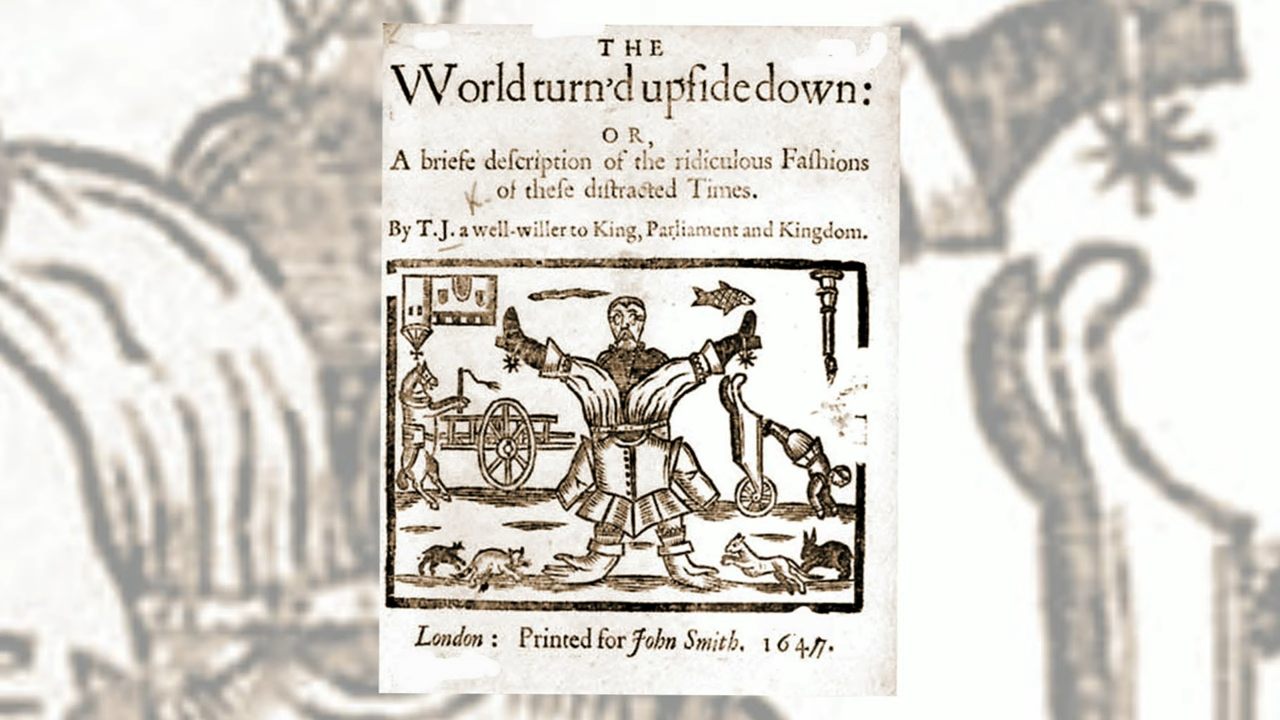 THE
World turn'd upſide down:
OR,
A briefe deſcription of the ridiculous Faſhions
of theſe diſtracted Times.
By T.J. a well-willer to King, Parliament and Kingdom.
London: Printed for John Smith. 1647.